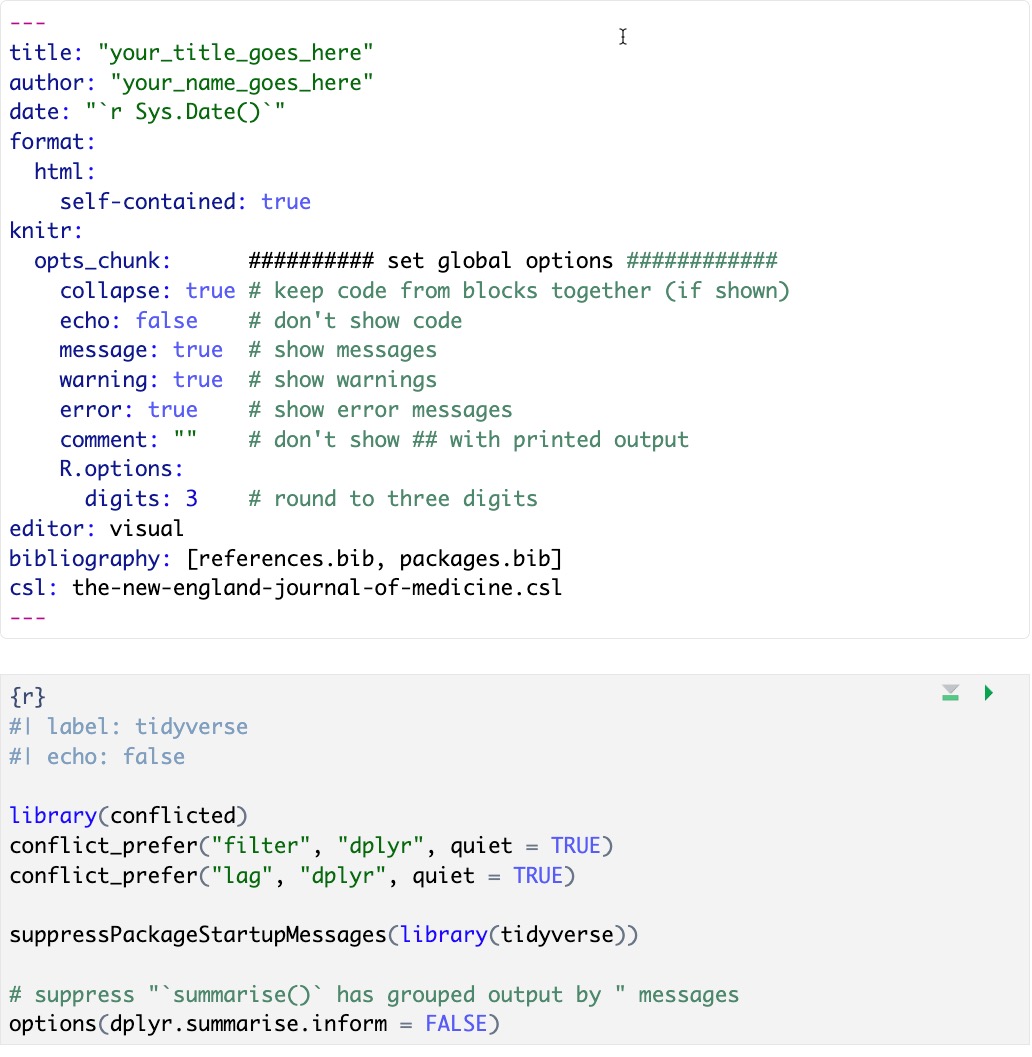 ---
title: "your_title_goes_here"
author: "your_name_goes_here"
date: "`r Sys.Date()`"
format:
  html:
    self-contained: true
knitr:
  opts_chunk:      ########## set global options ############
    collapse: true # keep code from blocks together (if shown)
    echo: false    # don't show code
    message: true  # show messages
    warning: true  # show warnings
    error: true    # show error messages
    comment: ""    # don't show ## with printed output
    R.options:
      digits: 3    # round to three digits
editor: visual
bibliography: [references.bib, packages.bib]
csl: the-new-england-journal-of-medicine.csl
---
{r}
#| label: tidyverse
#| echo: false
library(conflicted)
conflict_prefer("filter", "dplyr", quiet = TRUE)
conflict_prefer("lag", "dplyr", quiet = TRUE)
suppressPackageStartupMessages(library(tidyverse))
# suppress "`summarise()` has grouped output by " messages
options(dplyr.summarise.inform = FALSE)